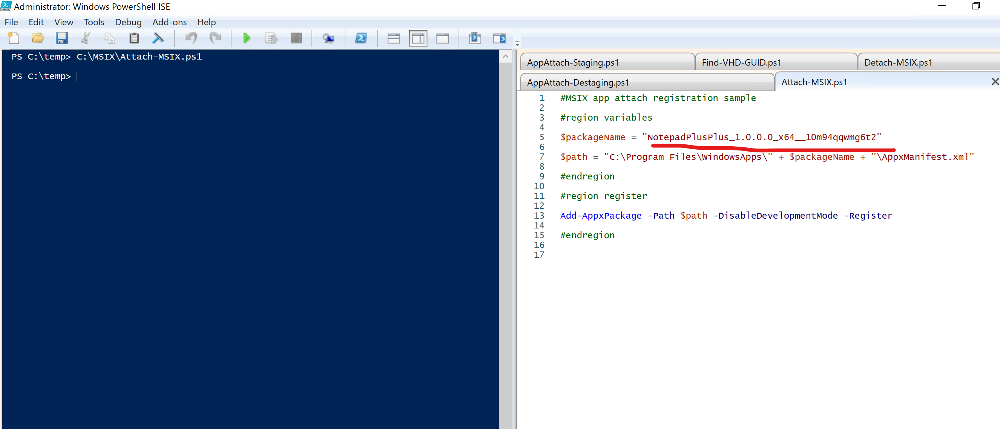 Administrator: Windows PowerShell ISE
File Edit View Tools Debug Add-ons Help
PS C:\temp> C:\MSIX\Attach-MSIX.ps1
PS C:\temp>
AppAttach-Staging.ps1 Find-VHD-GUID.ps1 Detach-MSIX.ps1
AppAttach-Destaging.ps1 Attach-MSIX.ps1
1 #MSIX app attach registration sample
2
3 #region variables
4
5 $packageName = "NotepadPlusPlus_1.0.0.0_x64__10m94qqwmg6t2"
6
7 $path = "C:\Program Files\WindowsApps\" + $packageName + "\AppxManifest.xml"
8
9 #endregion
10
11 #region register
12
13 Add-AppxPackage -Path $path -DisableDevelopmentMode -Register
14
15 #endregion
16
17